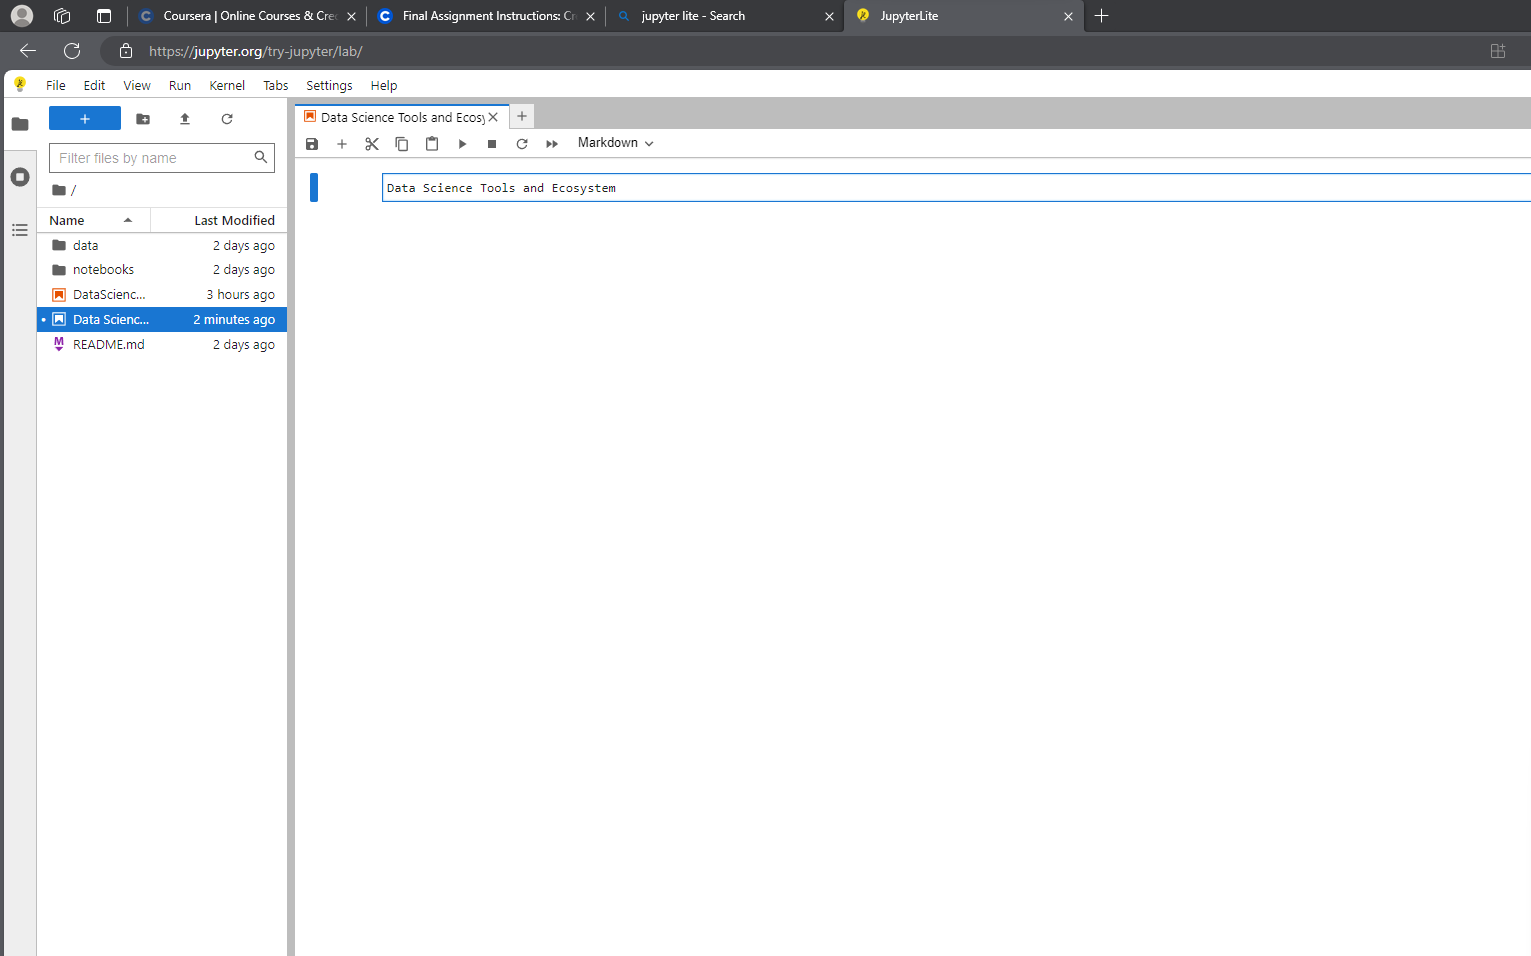 Coursera | Online Courses & Cre
Final Assignment Instructions: Cr
jupyter lite - Search
JupyterLite
https://jupyter.org/try-jupyter/lab/
File Edit View Run Kernel Tabs Settings Help
Data Science Tools and Ecosy
Markdown
Filter files by name
/
Name Last Modified
data 2 days ago
notebooks 2 days ago
DataScienc... 3 hours ago
Data Scienc... 2 minutes ago
README.md 2 days ago
Data Science Tools and Ecosystem